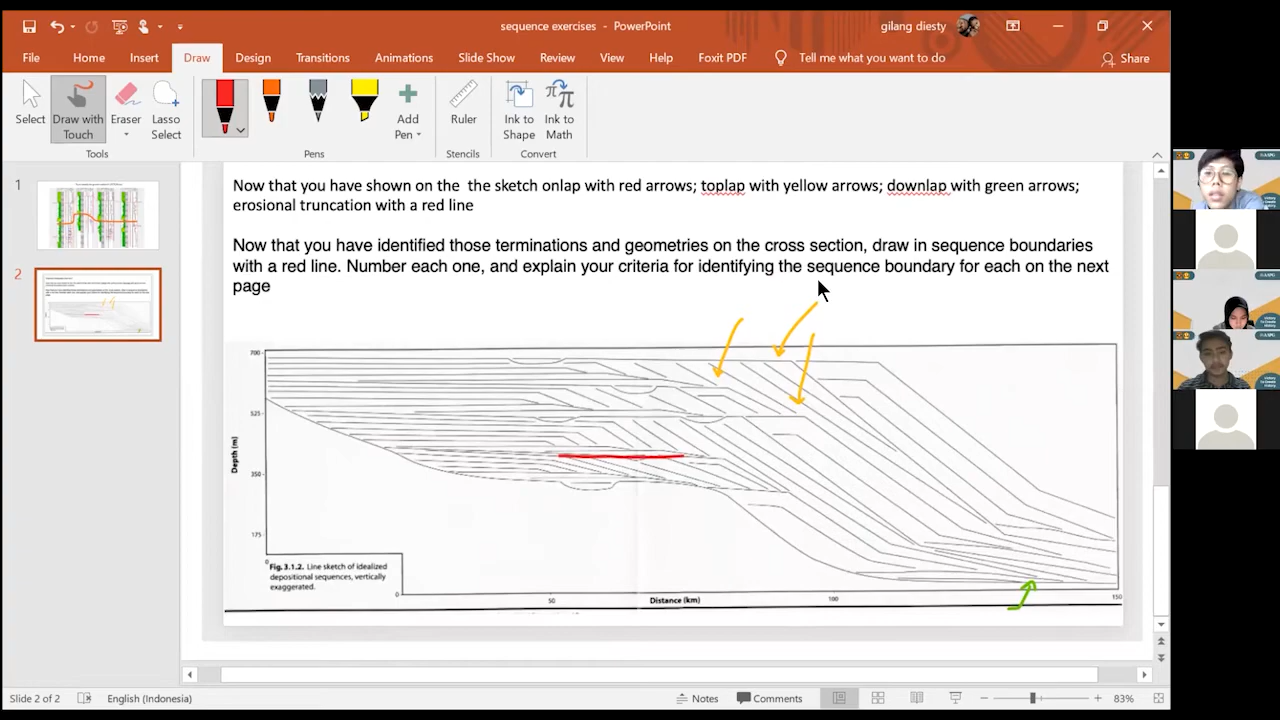 sequence exercises - PowerPoint
gilang diesty
File Home Insert Draw Design Transitions Animations Slide Show Review View Help Foxit PDF Tell me what you want to do Share
Select Draw with Touch Eraser Lasso Select Add Pen Ruler Ink to Shape Ink to Math
Tools Pens Stencils Convert
1
2
Now that you have shown on the the sketch onlap with red arrows; toplap with yellow arrows; downlap with green arrows;
erosional truncation with a red line
Now that you have identified those terminations and geometries on the cross section, draw in sequence boundaries
with a red line. Number each one, and explain your criteria for identifying the sequence boundary for each on the next
page
700
525
Depth (m)
350
175
0
Fig. 3.1.2. Line sketch of idealized
depositional sequences, vertically
exaggerated.
0 50 Distance (km) 100 150
Slide 2 of 2 English (Indonesia) Notes Comments 83%